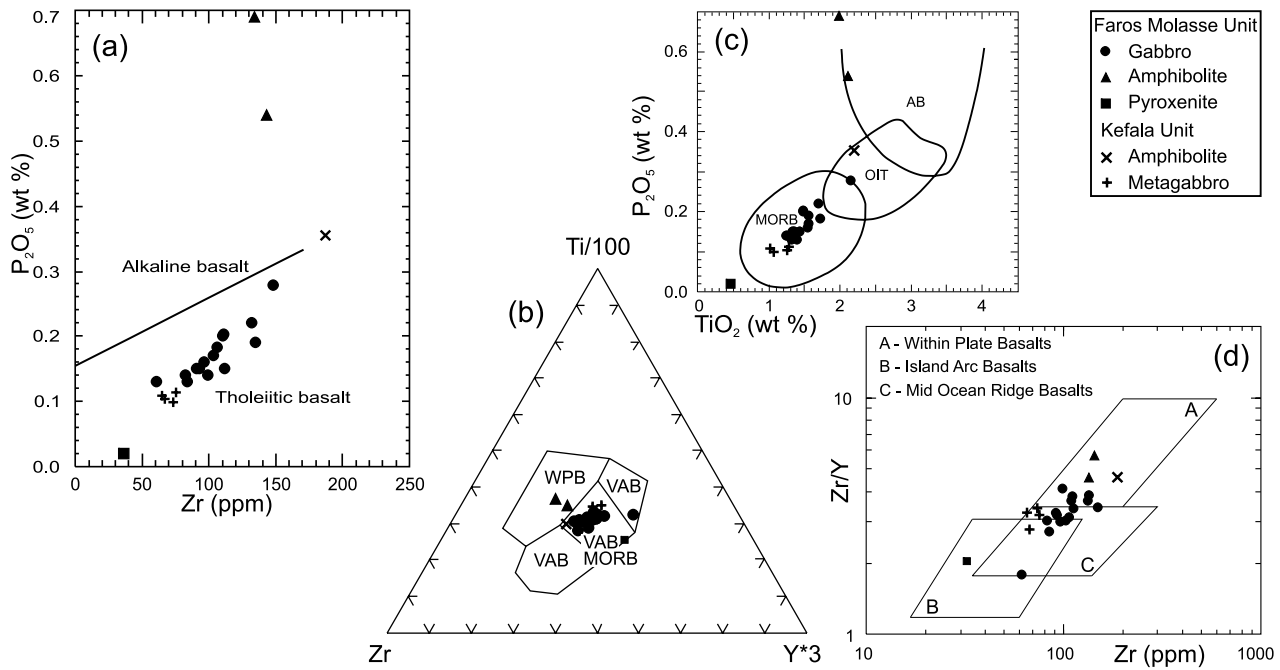 (a)
0.7
0.6
0.5
0.4
0.3
0.2
0.1
0.0
P₂O₅ (wt %)
Alkaline basalt
Tholeiitic basalt
0 50 100 150 200 250
Zr (ppm)
(b)
Ti/100
WPB
VAB
VAB
VAB
MORB
Zr
Y*3
(c)
0.6
0.4
0.2
0.0
P₂O₅ (wt %)
AB
OIT
MORB
0 1 2 3 4
TiO₂ (wt %)
Faros Molasse Unit
Gabbro
Amphibolite
Pyroxenite
Kefala Unit
Amphibolite
Metagabbro
(d)
A - Within Plate Basalts
B - Island Arc Basalts
C - Mid Ocean Ridge Basalts
10
1
Zr/Y
A
B
C
10 100 1000
Zr (ppm)